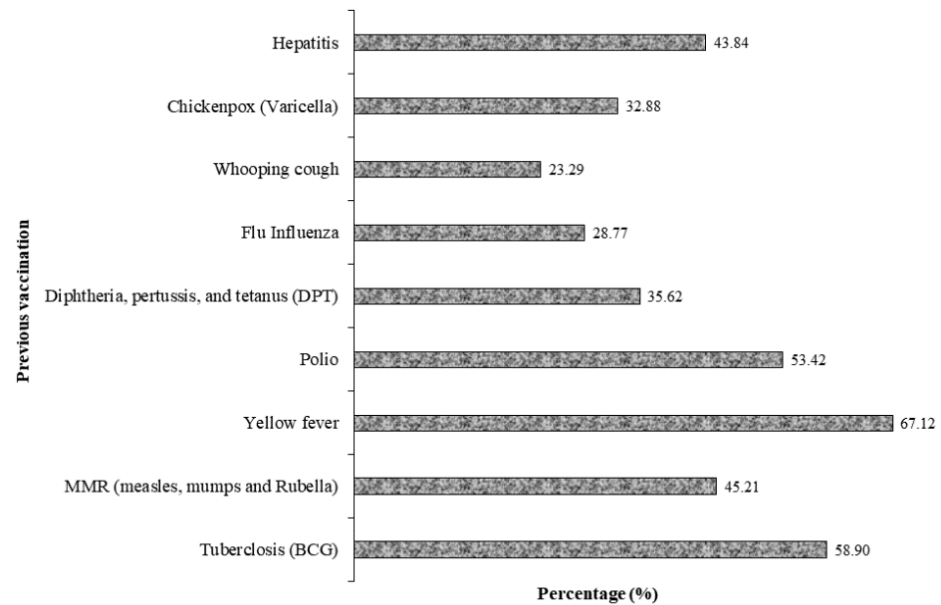 Previous vaccination
Hepatitis 43.84
Chickenpox (Varicella) 32.88
Whooping cough 23.29
Flu Influenza 28.77
Diphtheria, pertussis, and tetanus (DPT) 35.62
Polio 53.42
Yellow fever 67.12
MMR (measles, mumps and Rubella) 45.21
Tuberclosis (BCG) 58.90
Percentage (%)